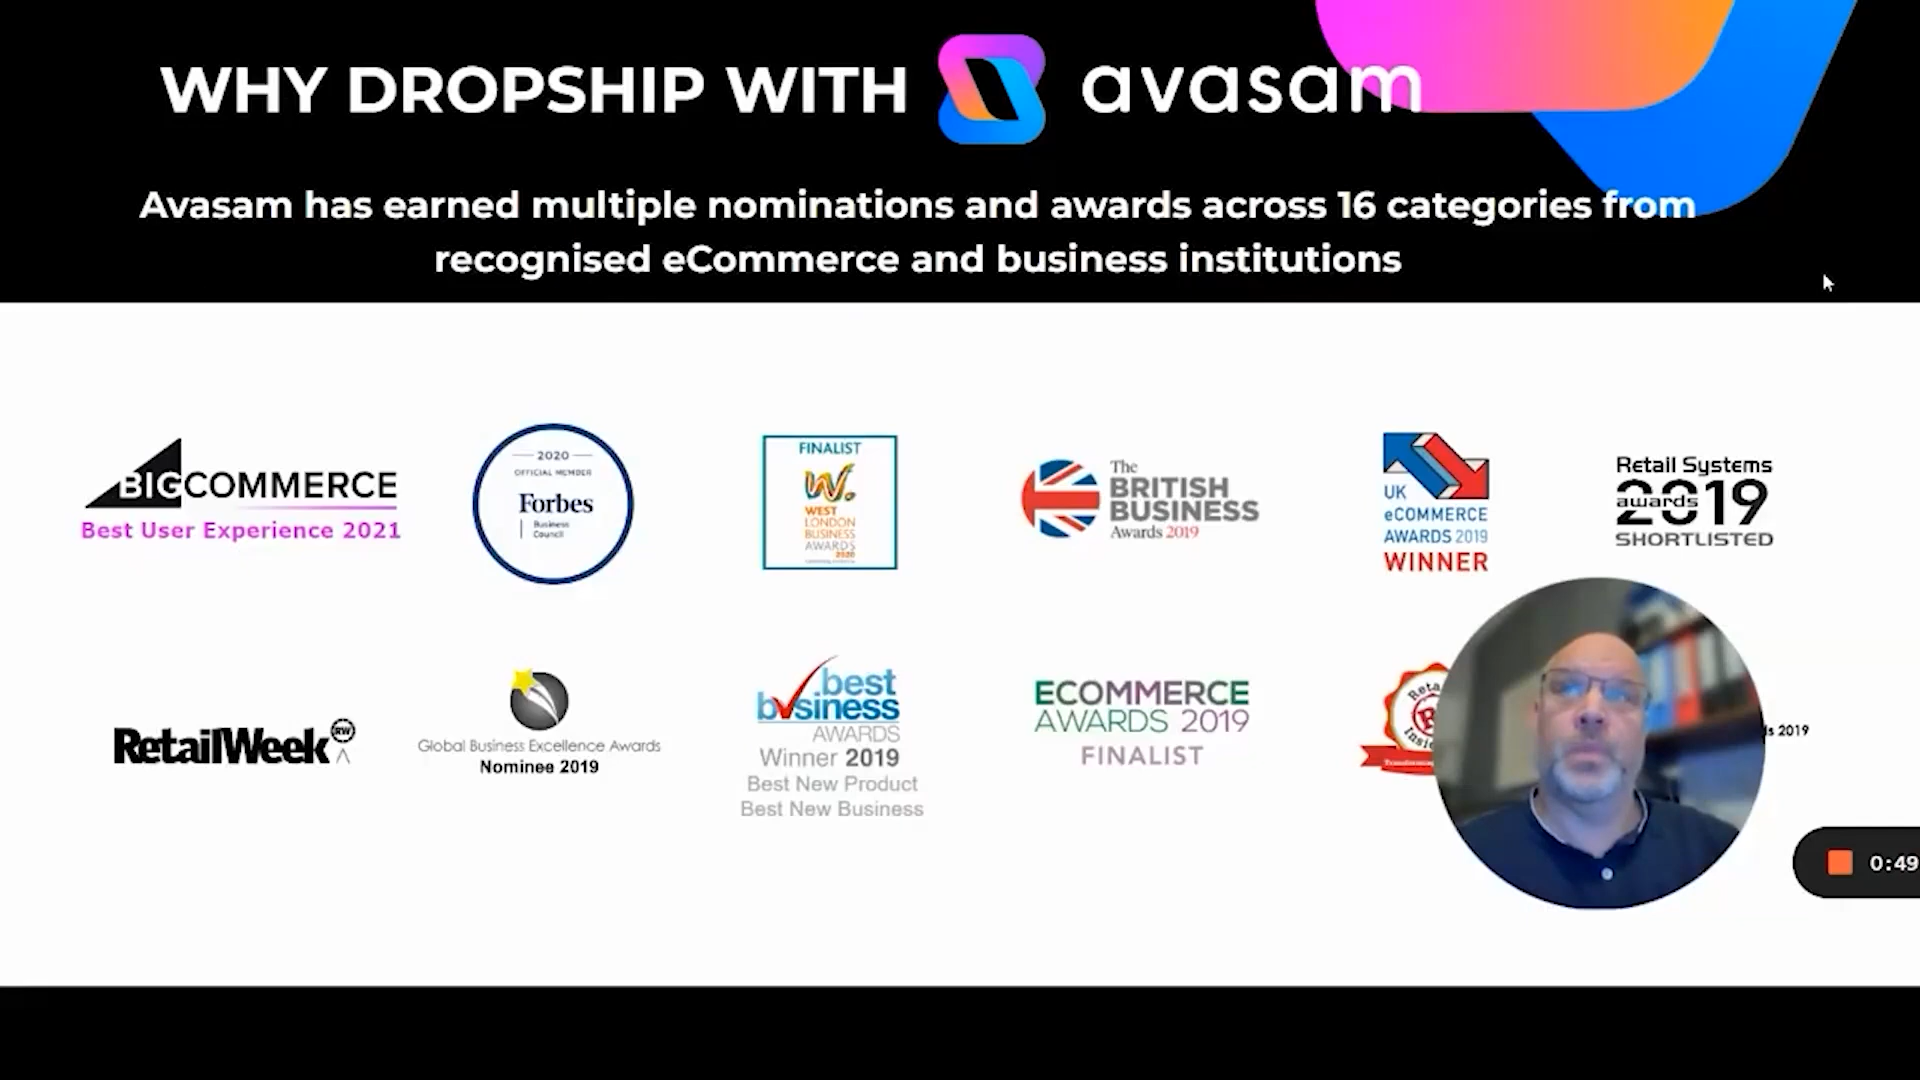 WHY DROPSHIP WITH avasam
Avasam has earned multiple nominations and awards across 16 categories from
recognised eCommerce and business institutions
BIGCOMMERCE
Best User Experience 2021
2020
OFFICIAL MEMBER
Forbes
Business
Council
FINALIST
W.
WEST
LONDON
BUSINESS
AWARDS
2020
The
BRITISH
BUSINESS
Awards 2019
UK
eCOMMERCE
AWARDS 2019
WINNER
Retail Systems
awards 2019
SHORTLISTED
RetailWeek RW
Global Business Excellence Awards
Nominee 2019
best
business
AWARDS
Winner 2019
Best New Product
Best New Business
ECOMMERCE
AWARDS 2019
FINALIST
2019
0:49